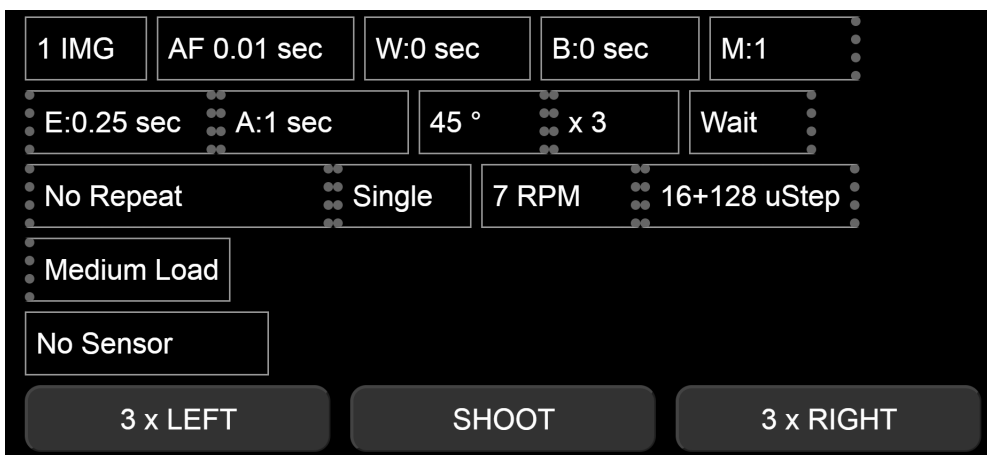 1 IMG AF 0.01 sec W:0 sec B:0 sec M:1
E:0.25 sec A:1 sec 45 ° x 3 Wait
No Repeat Single 7 RPM 16+128 uStep
Medium Load
No Sensor
3 x LEFT SHOOT 3 x RIGHT